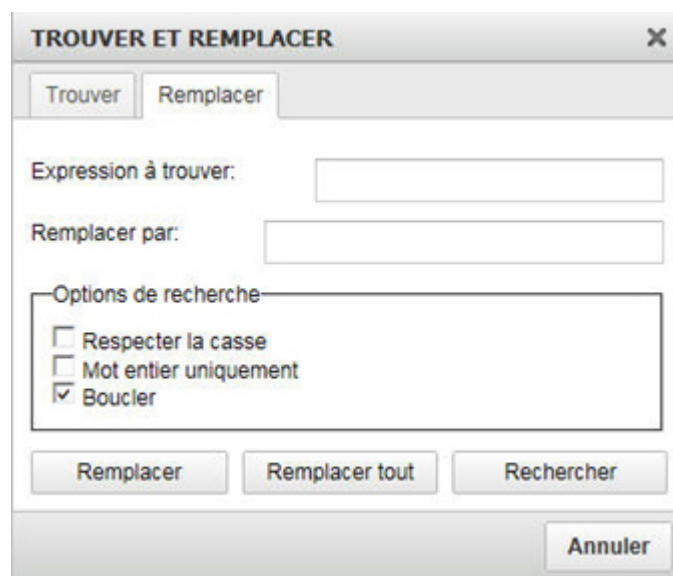 TROUVER ET REMPLACER
Trouver Remplacer
Expression à trouver:
Remplacer par:
Options de recherche
Respecter la casse
Mot entier uniquement
Boucler
Remplacer Remplacer tout Rechercher
Annuler